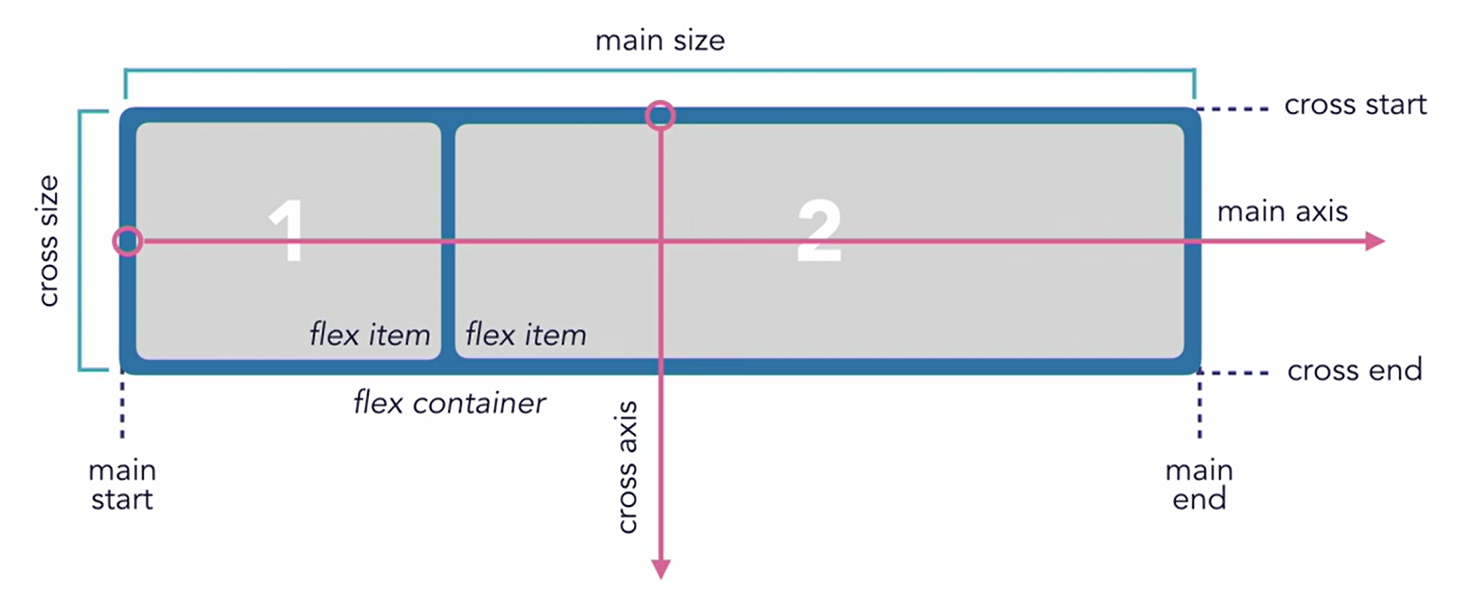 main size
cross start
cross size
1
2
main axis
flex item
flex item
cross end
flex container
cross axis
main
start
main
end